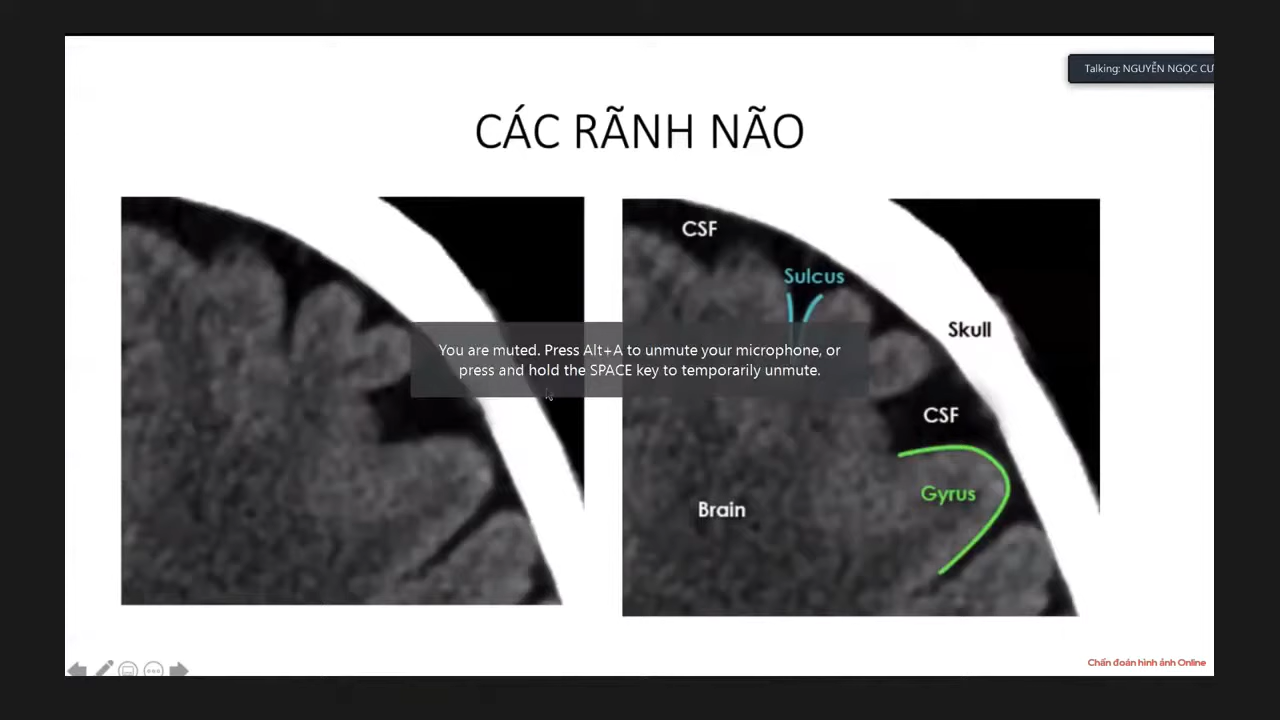 Talking: NGUYỄN NGỌC CƯ
CÁC RÃNH NÃO
CSF
Sulcus
Skull
You are muted. Press Alt+A to unmute your microphone, or
press and hold the SPACE key to temporarily unmute.
CSF
Gyrus
Brain
Chẩn đoán hình ảnh Online